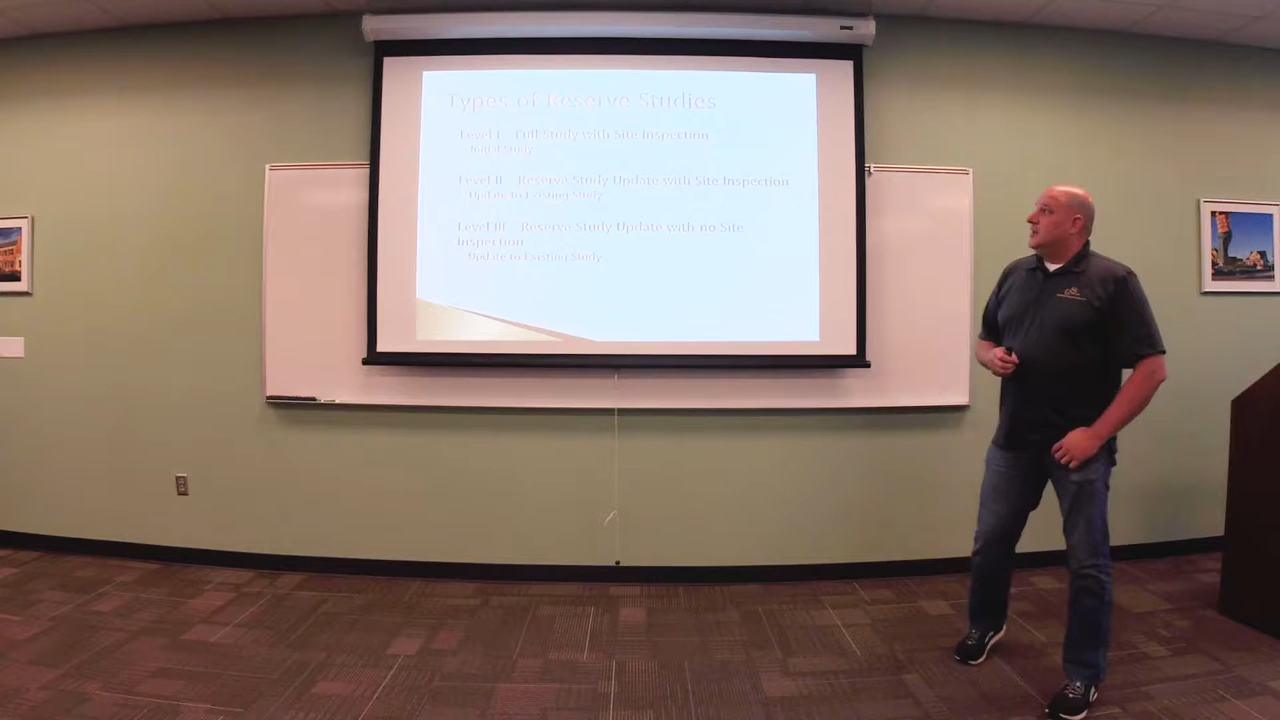 Types of Reserve Studies
Level I – Full Study with Site Inspection
Initial Study
Level II – Reserve Study Update with Site Inspection
Update to Existing Study
Level III – Reserve Study Update with no Site
Inspection
Update to Existing Study